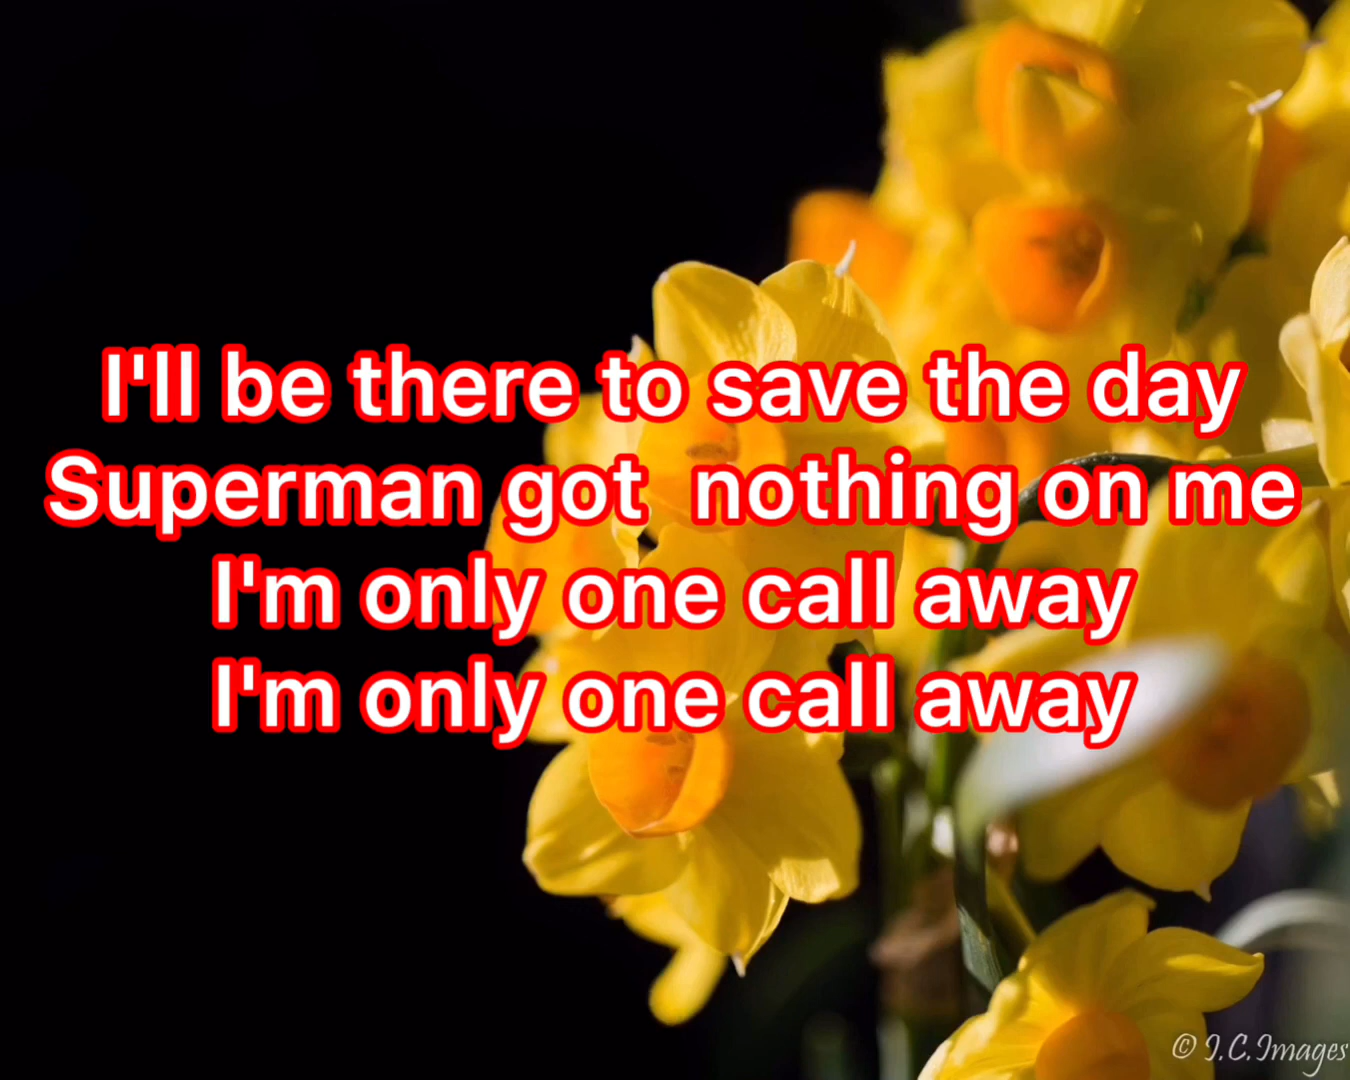 I'll be there to save the day
Superman got  nothing on me
I'm only one call away
I'm only one call away
© I.C.Images